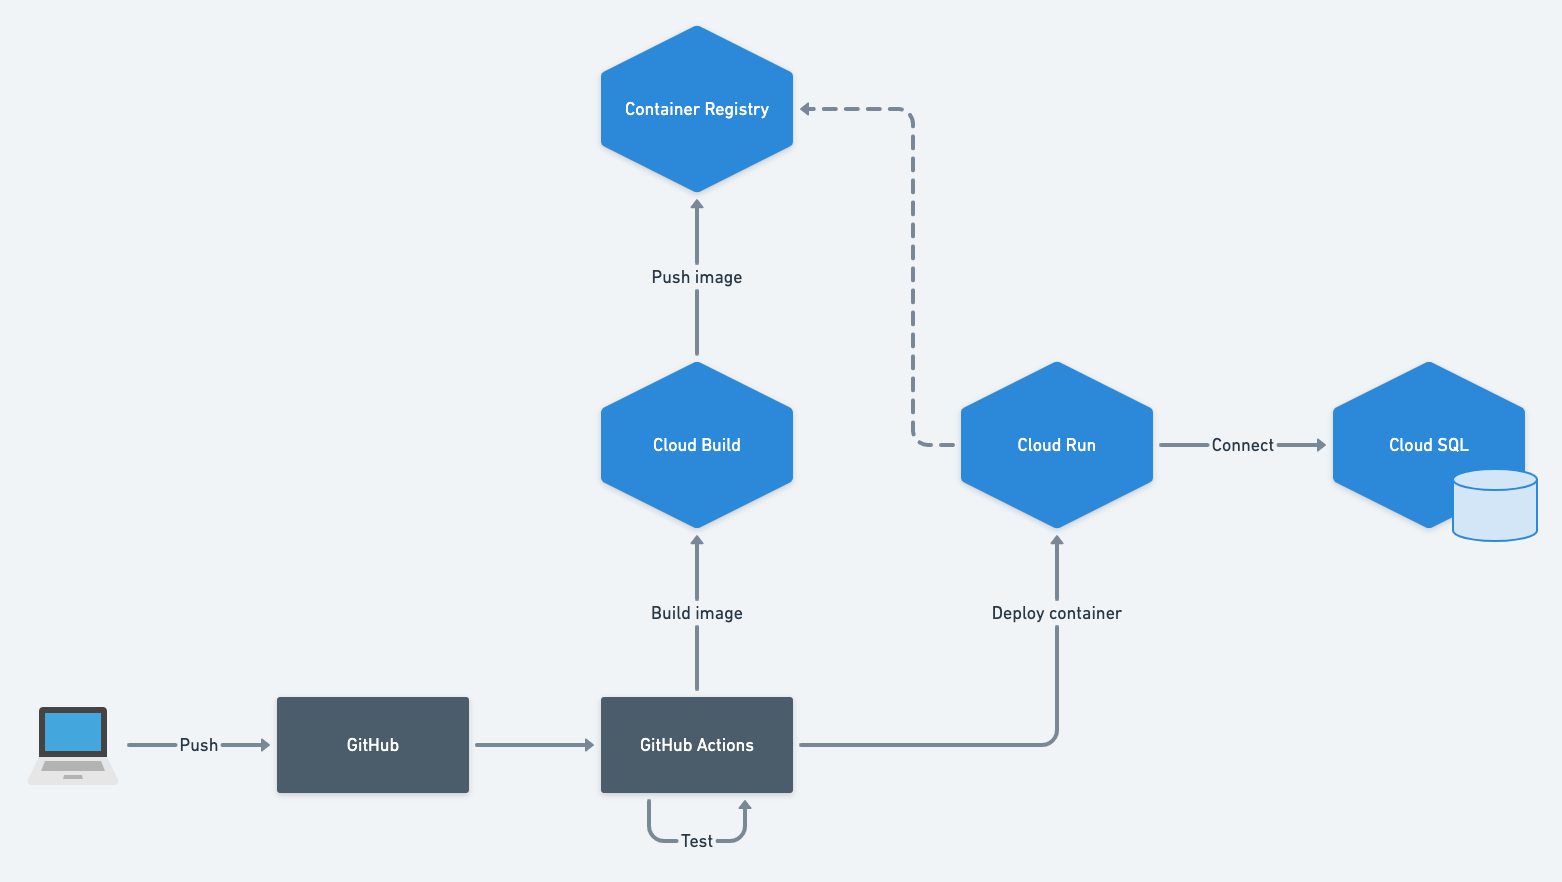 Container Registry
Push image
Cloud Build
Cloud Run
Connect
Cloud SQL
Build image
Deploy container
Push
GitHub
GitHub Actions
Test